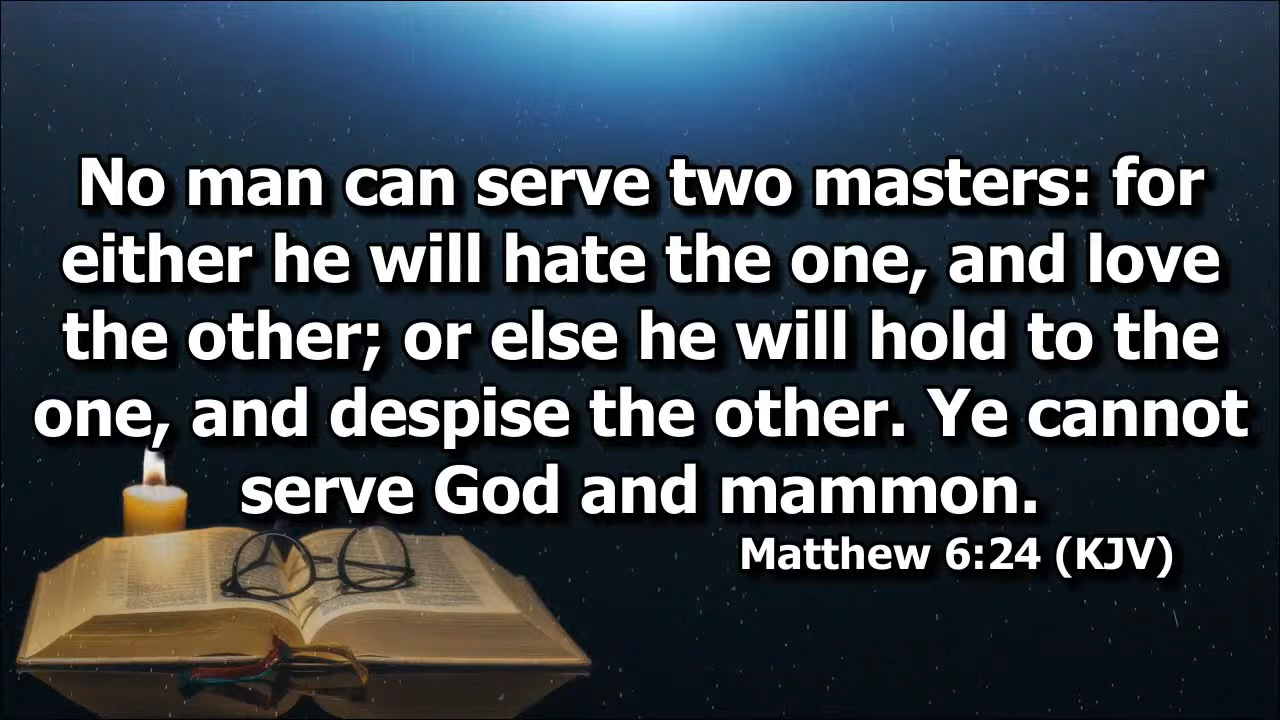 No man can serve two masters: for
either he will hate the one, and love
the other; or else he will hold to the
one, and despise the other. Ye cannot
serve God and mammon.
Matthew 6:24 (KJV)